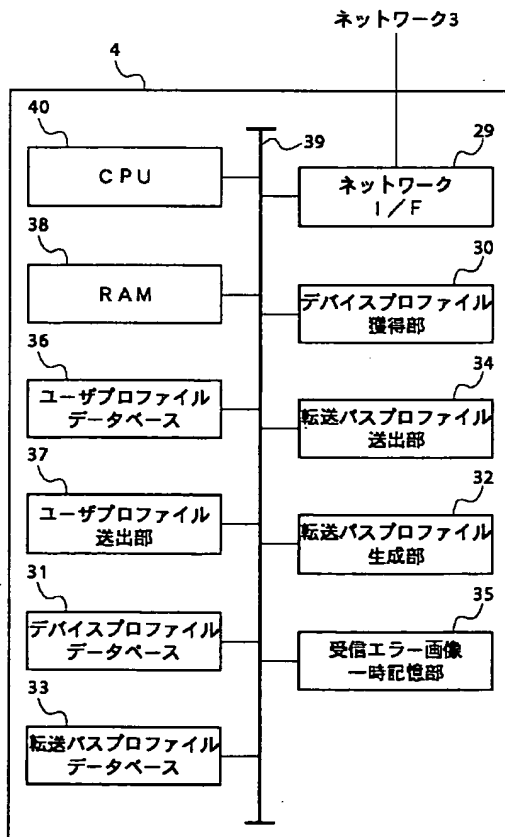 ネットワーク3
4
40
CPU
39
29
ネットワーク
I/F
38
RAM
30
デバイスプロファイル
獲得部
36
ユーザプロファイル
データベース
34
転送パスプロファイル
送出部
37
ユーザプロファイル
送出部
32
転送パスプロファイル
生成部
31
デバイスプロファイル
データベース
35
受信エラー画像
一時記憶部
33
転送パスプロファイル
データベース